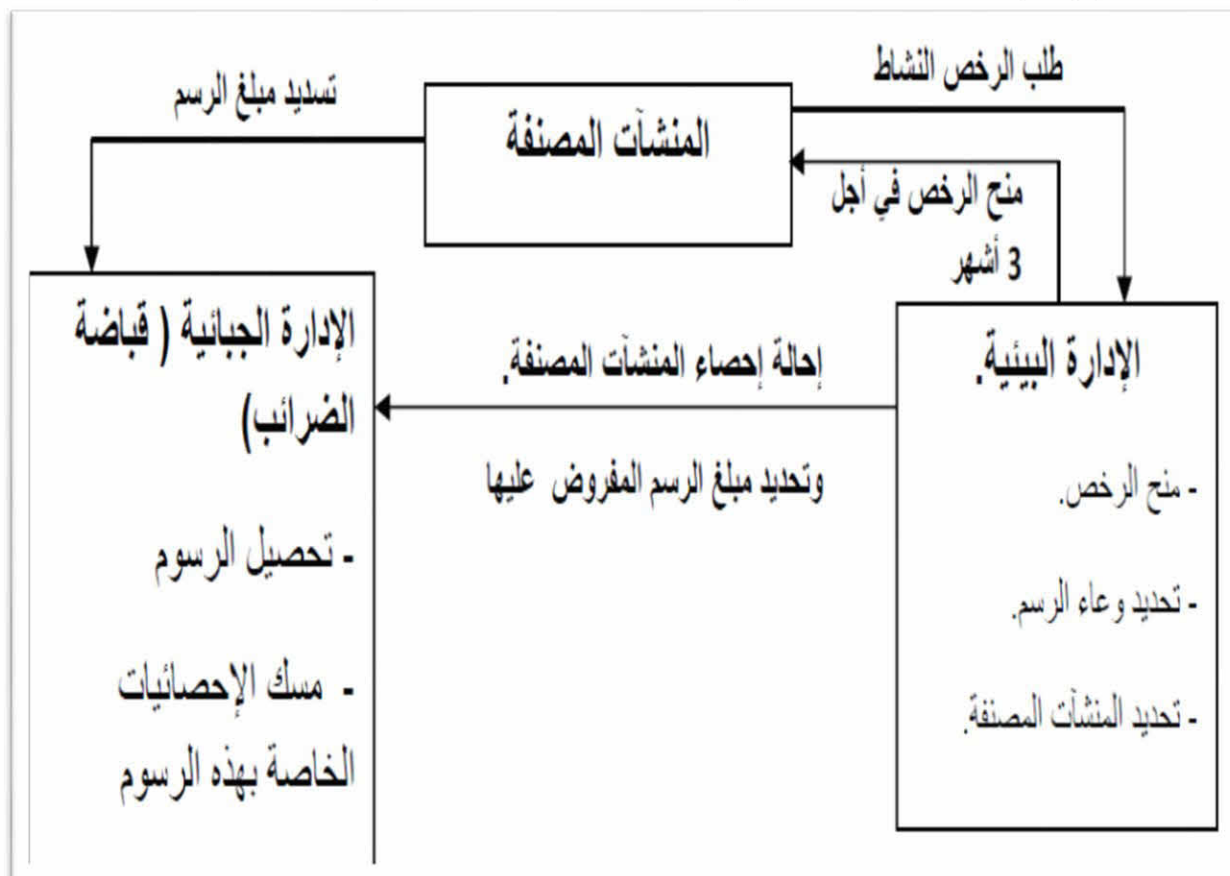 طلب الرخص النشاط
تسديد مبلغ الرسم
المنشآت المصنفة
منح الرخص في أجل
3 أشهر
الإدارة البيئية.
- منح الرخص.
- تحديد وعاء الرسم.
- تحديد المنشآت المصنفة.
إحالة إحصاء المنشآت المصنفة.
وتحديد مبلغ الرسم المفروض عليها
الإدارة الجبائية ( قباضة
الضرائب)
- تحصيل الرسوم
- مسك الإحصائيات
الخاصة بهذه الرسوم